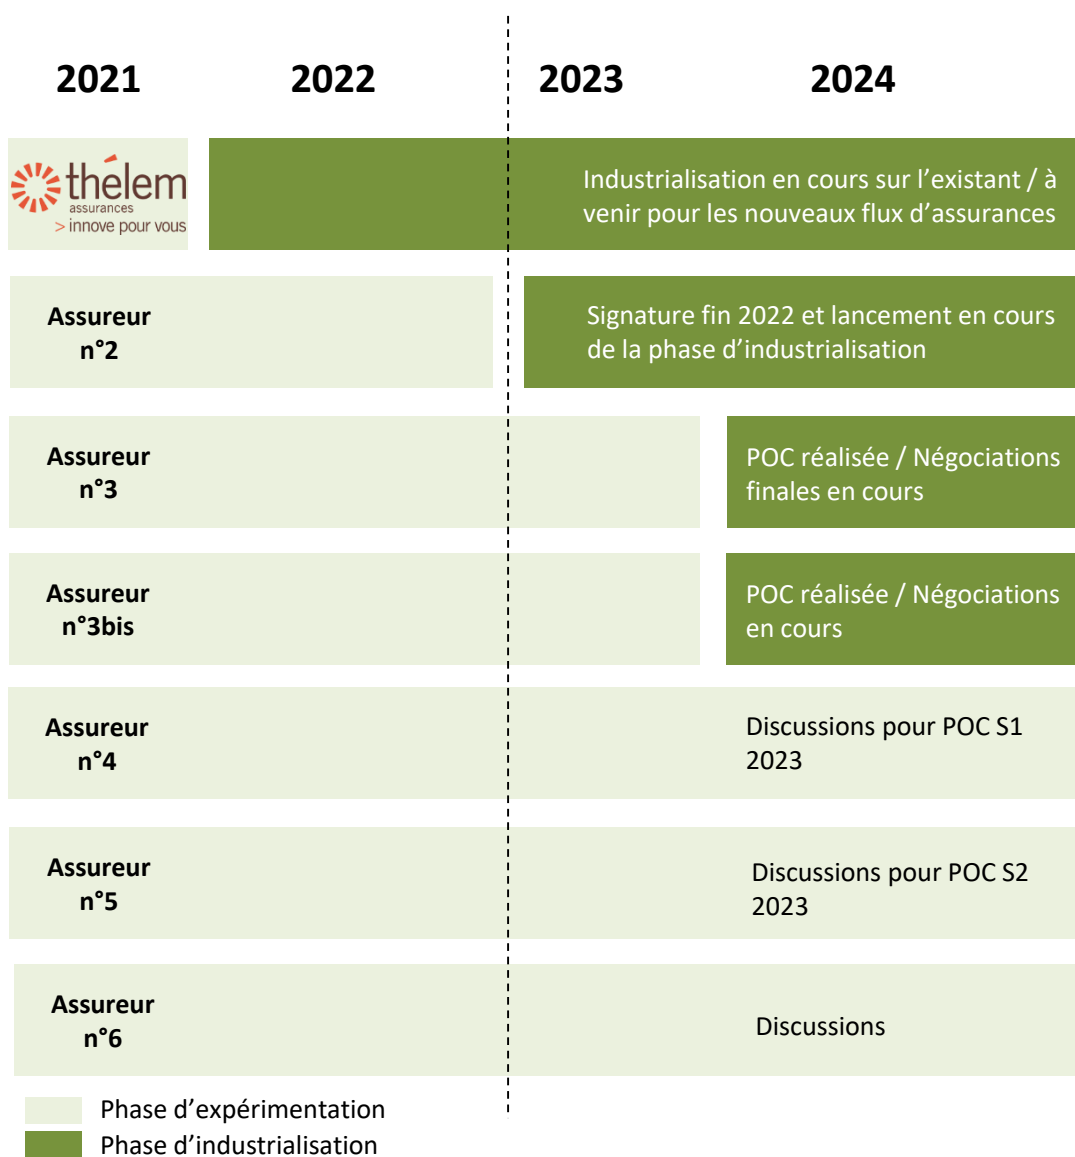 2021 2022 2023 2024
thélem
assurances
> innove pour vous
Industrialisation en cours sur l'existant / à
venir pour les nouveaux flux d'assurances
Assureur
n°2
Signature fin 2022 et lancement en cours
de la phase d'industrialisation
Assureur
n°3
POC réalisée / Négociations
finales en cours
Assureur
n°3bis
POC réalisée / Négociations
en cours
Assureur
n°4
Discussions pour POC S1
2023
Assureur
n°5
Discussions pour POC S2
2023
Assureur
n°6
Discussions
Phase d'expérimentation
Phase d'industrialisation